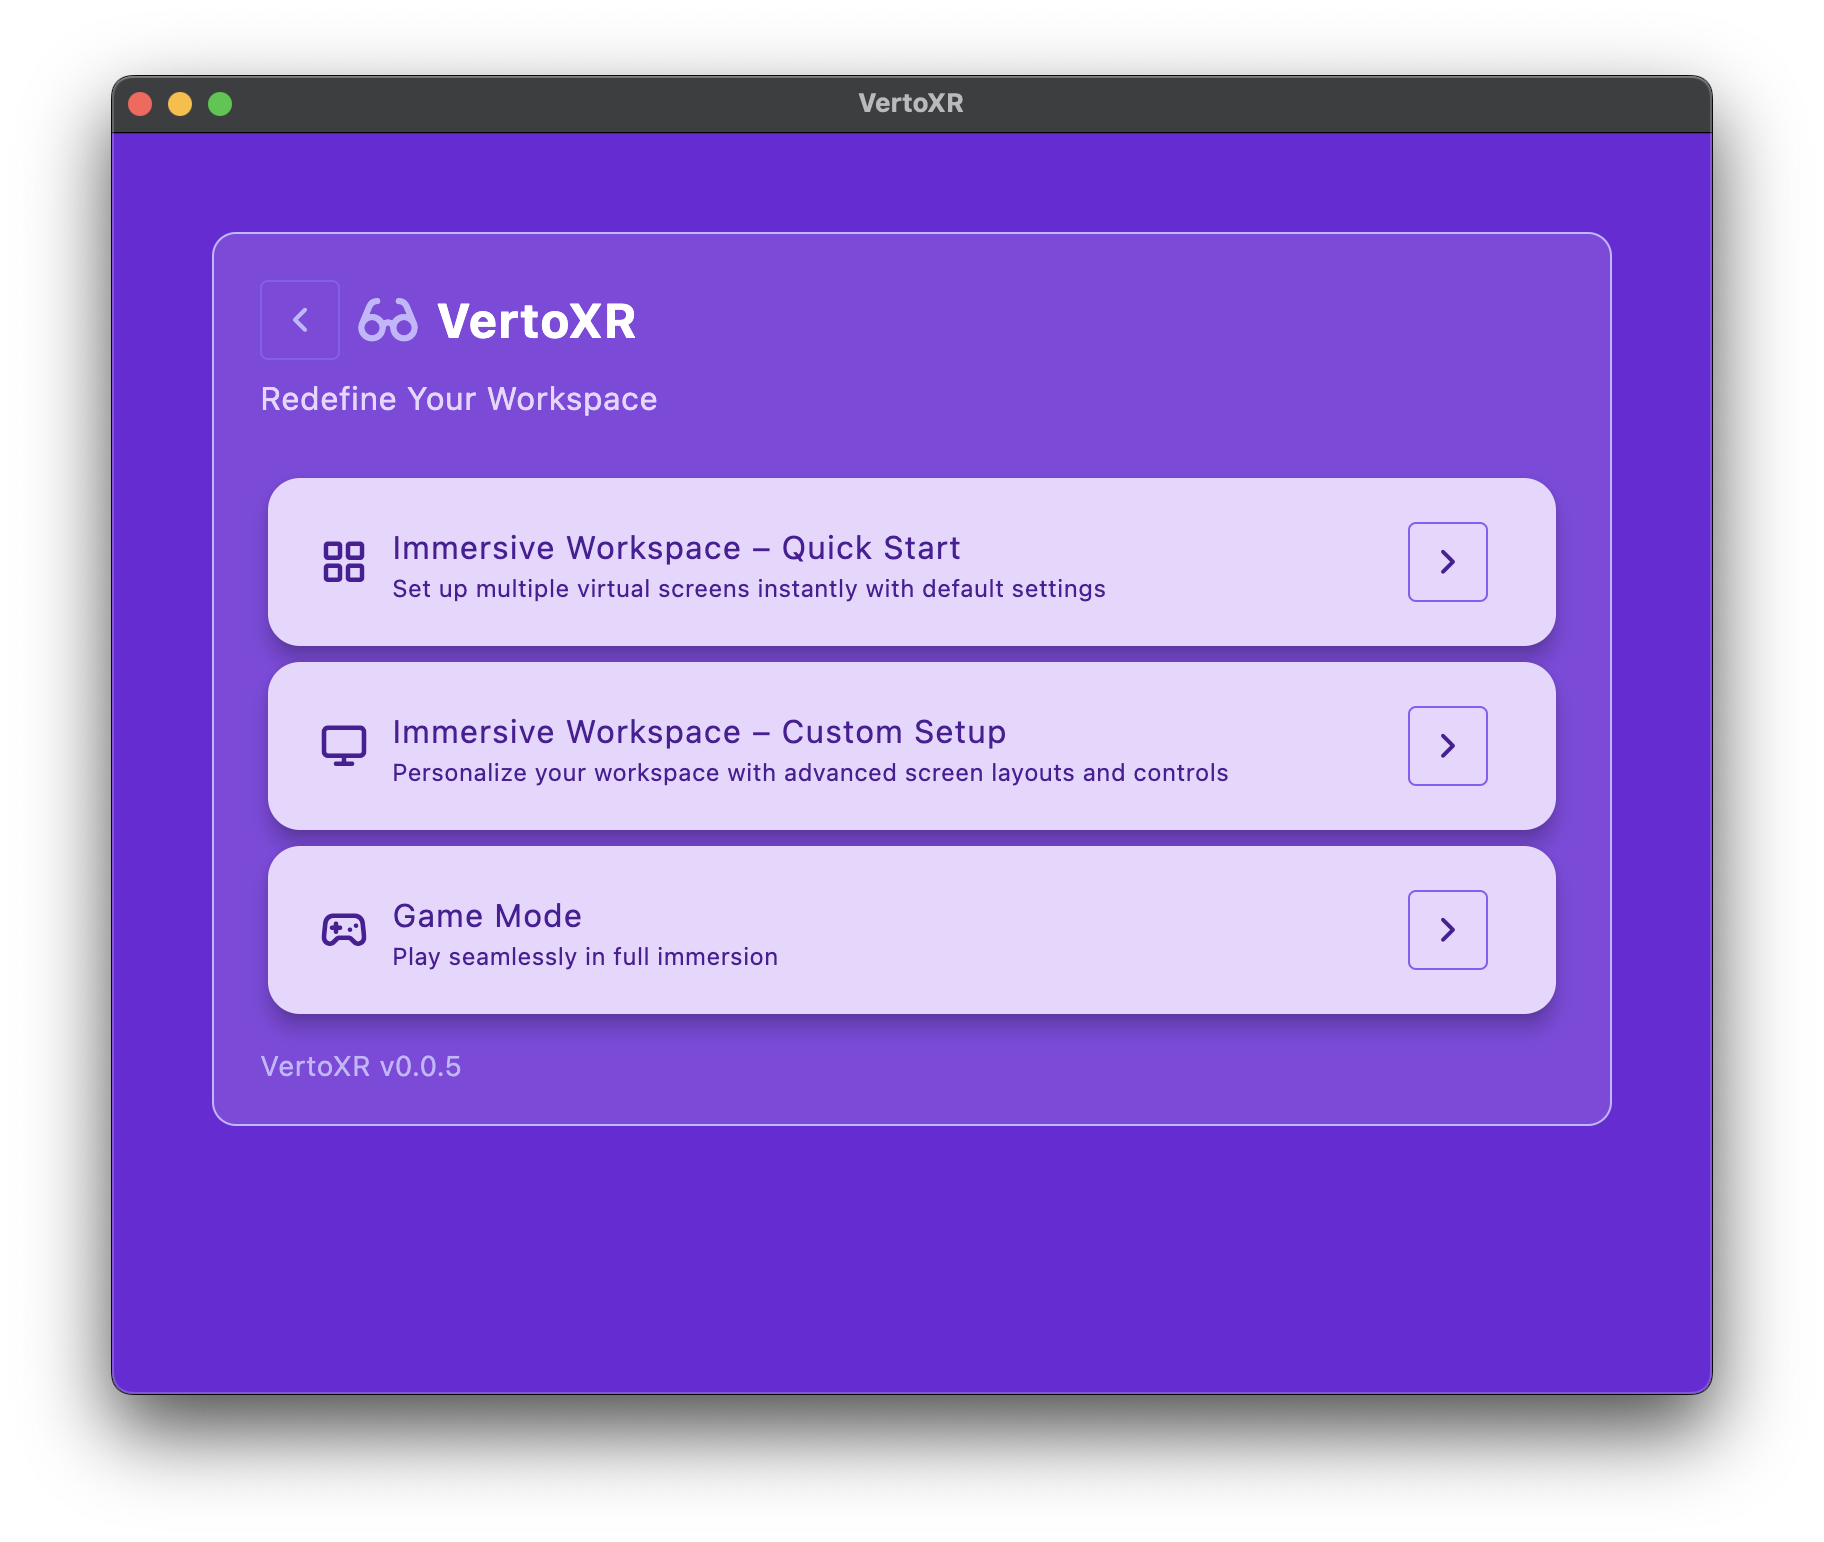 VertoXR
VertoXR
Redefine Your Workspace
Immersive Workspace – Quick Start
Set up multiple virtual screens instantly with default settings
Immersive Workspace – Custom Setup
Personalize your workspace with advanced screen layouts and controls
Game Mode
Play seamlessly in full immersion
VertoXR v0.0.5